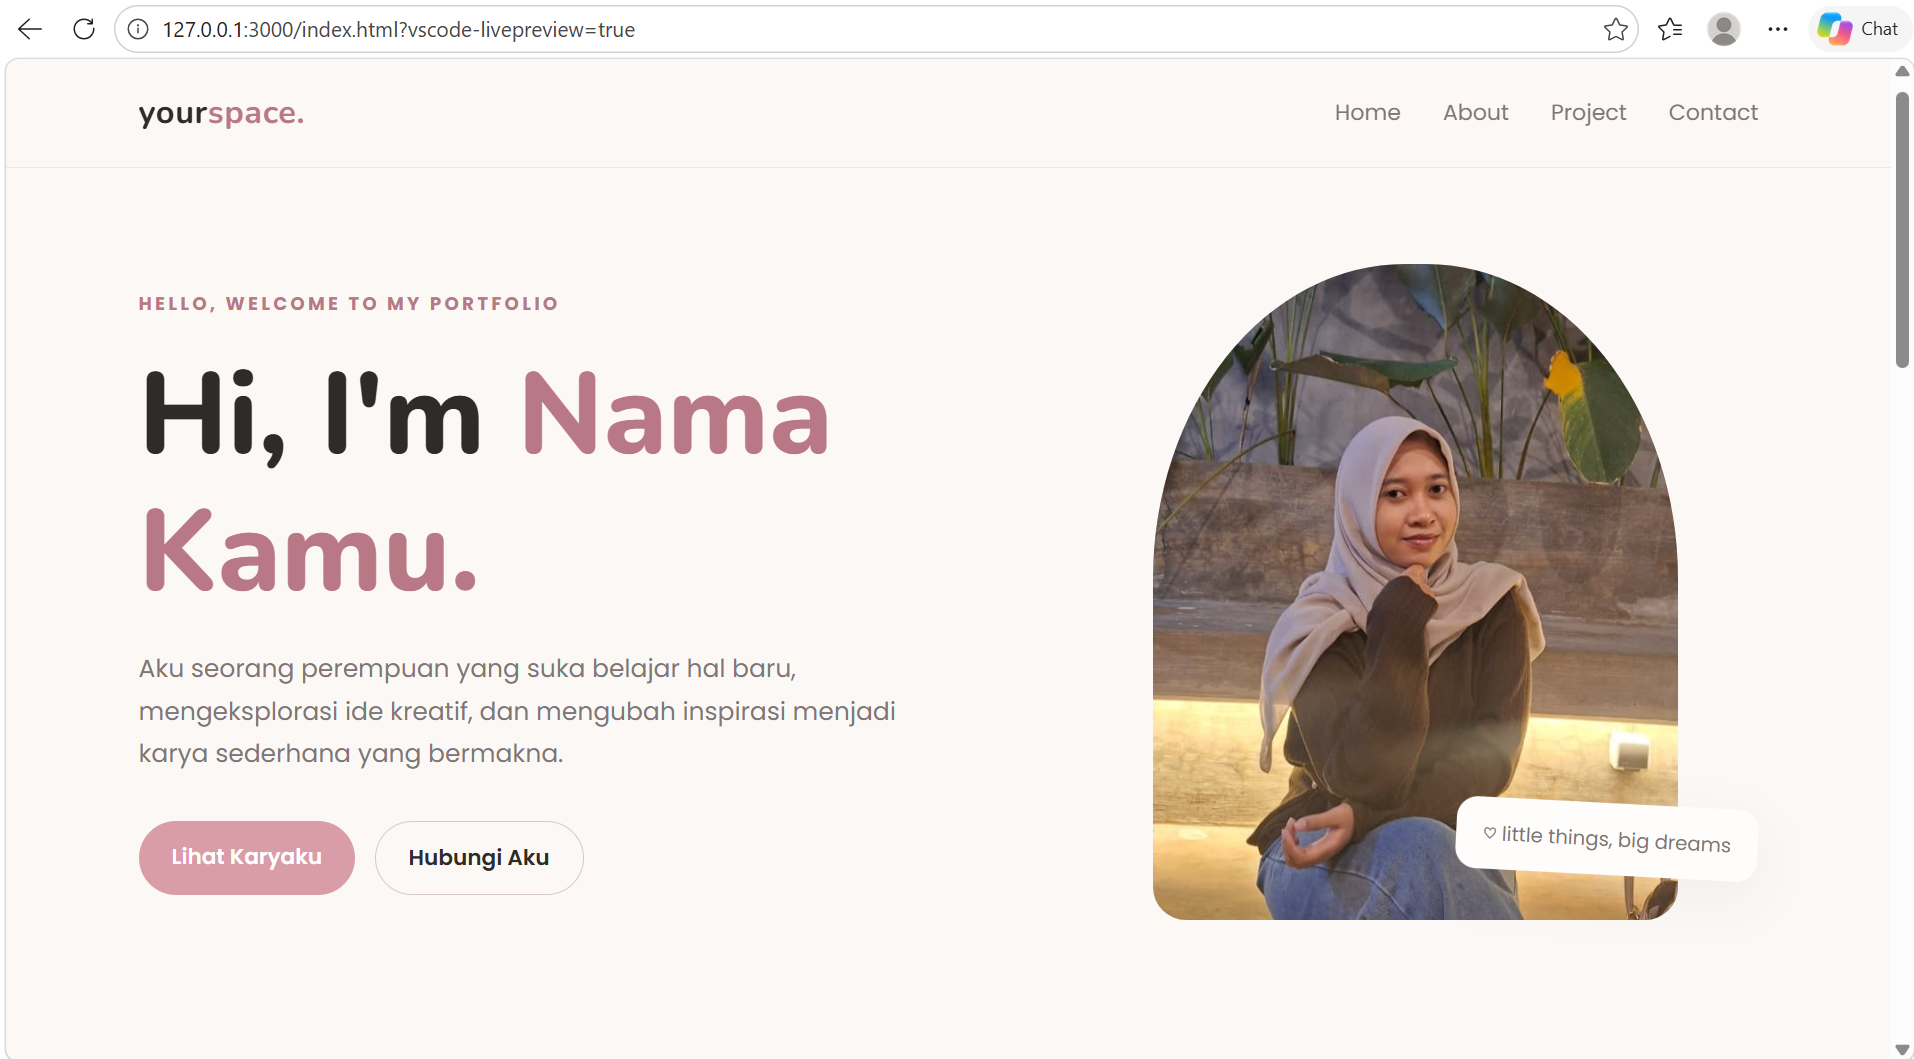 127.0.0.1:3000/index.html?vscode-livepreview=true
Chat
yourspace.
Home About Project Contact
HELLO, WELCOME TO MY PORTFOLIO
Hi, I'm Nama
Kamu.
Aku seorang perempuan yang suka belajar hal baru,
mengeksplorasi ide kreatif, dan mengubah inspirasi menjadi
karya sederhana yang bermakna.
Lihat Karyaku
Hubungi Aku
♡ little things, big dreams